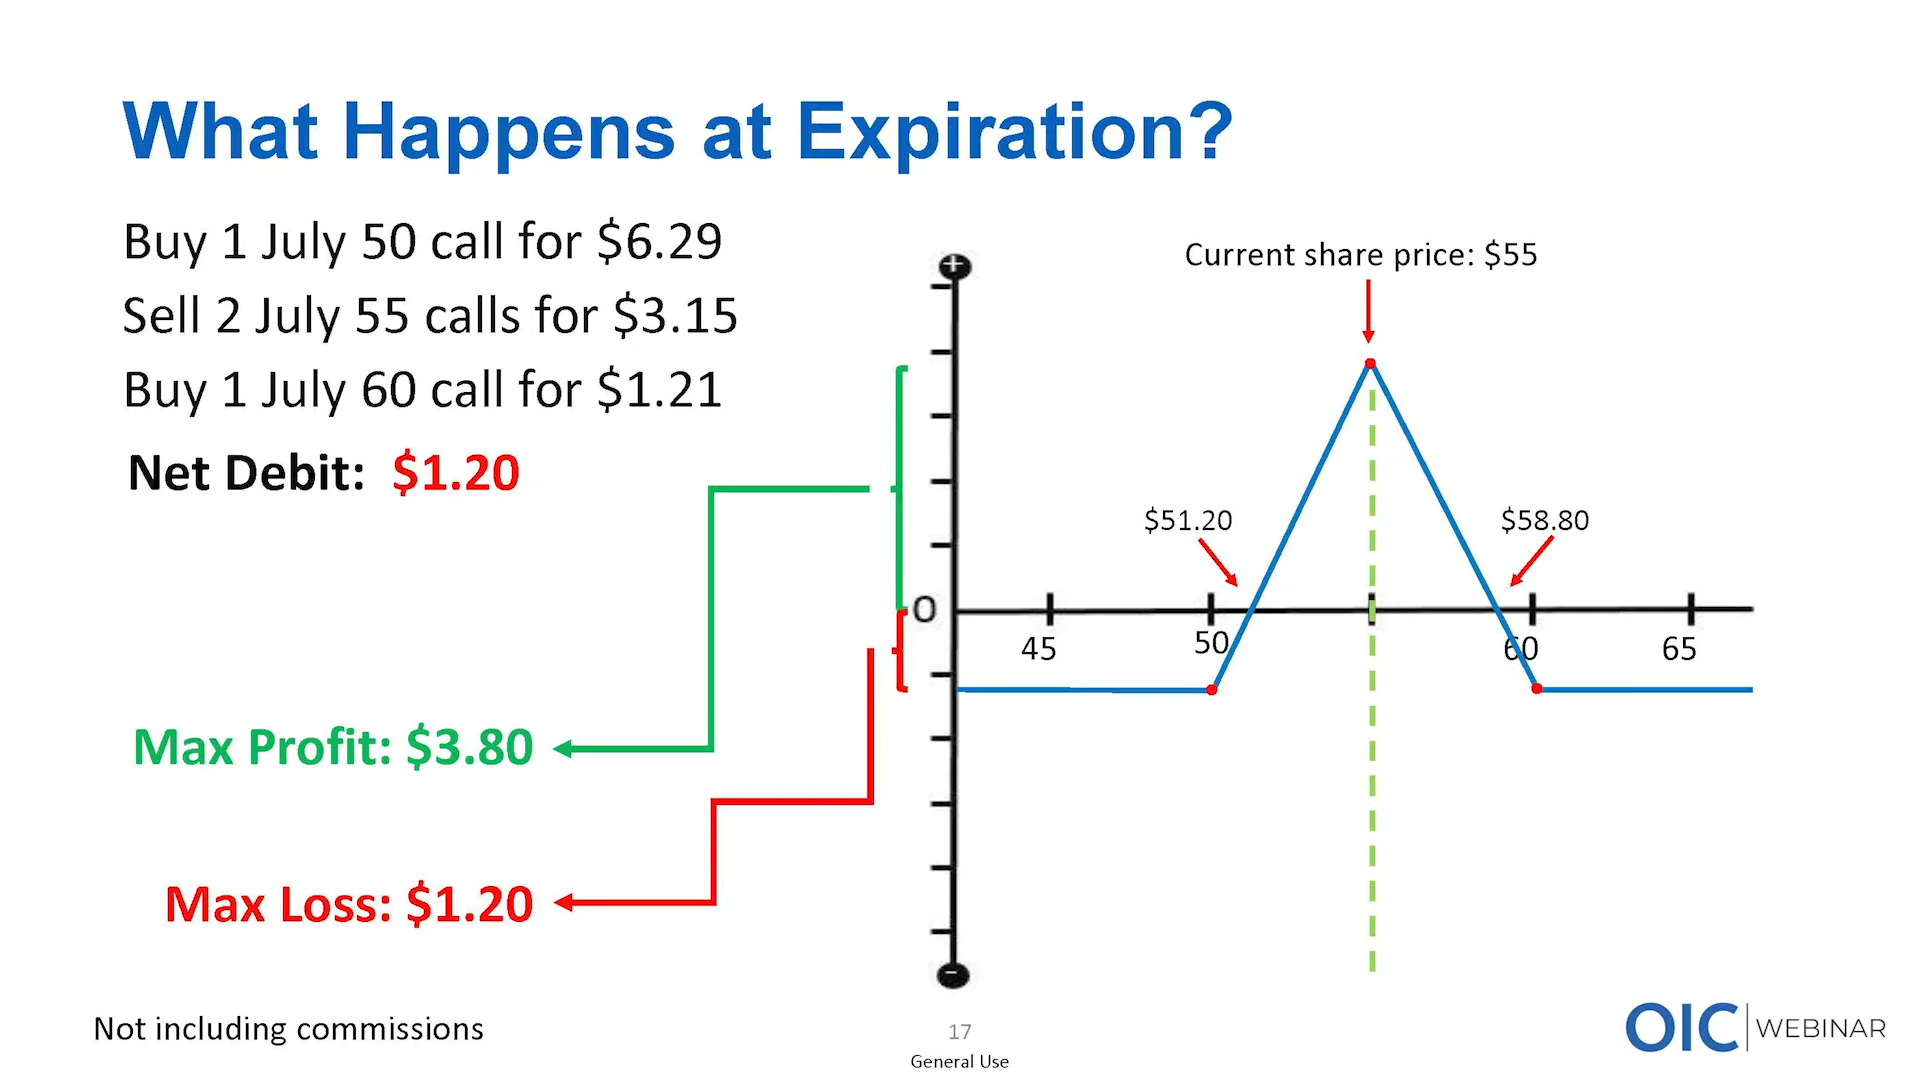 What Happens at Expiration?
Buy 1 July 50 call for $6.29
Sell 2 July 55 calls for $3.15
Buy 1 July 60 call for $1.21
Net Debit: $1.20
Max Profit: $3.80
Max Loss: $1.20
Not including commissions
Current share price: $55
+
$51.20
$58.80
0
45
50
60
65
-
17
General Use
OIC WEBINAR